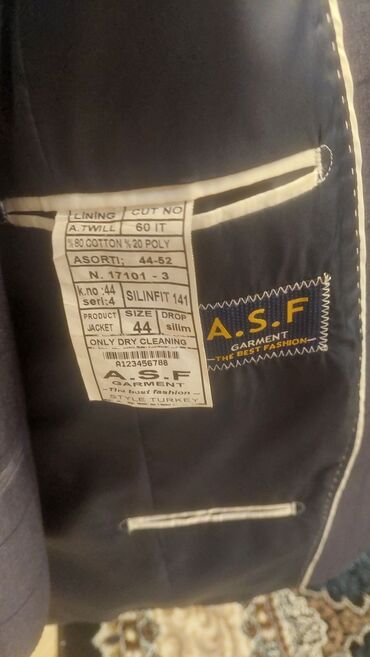 LINING CUT NO
A.TWILL 60 IT
%80 COTTON %20 POLY
ASORTI; 44-52
N. 17101 - 3
k.no :44
seri:4 SILINFIT 141
PRODUCT SIZE DROP
JACKET 44 silim
ONLY DRY CLEANING
A123456788
A.S.F
GARMENT
-The best fashion-
STYLE TURKEY
A.S.F
GARMENT
-THE BEST FASHION-